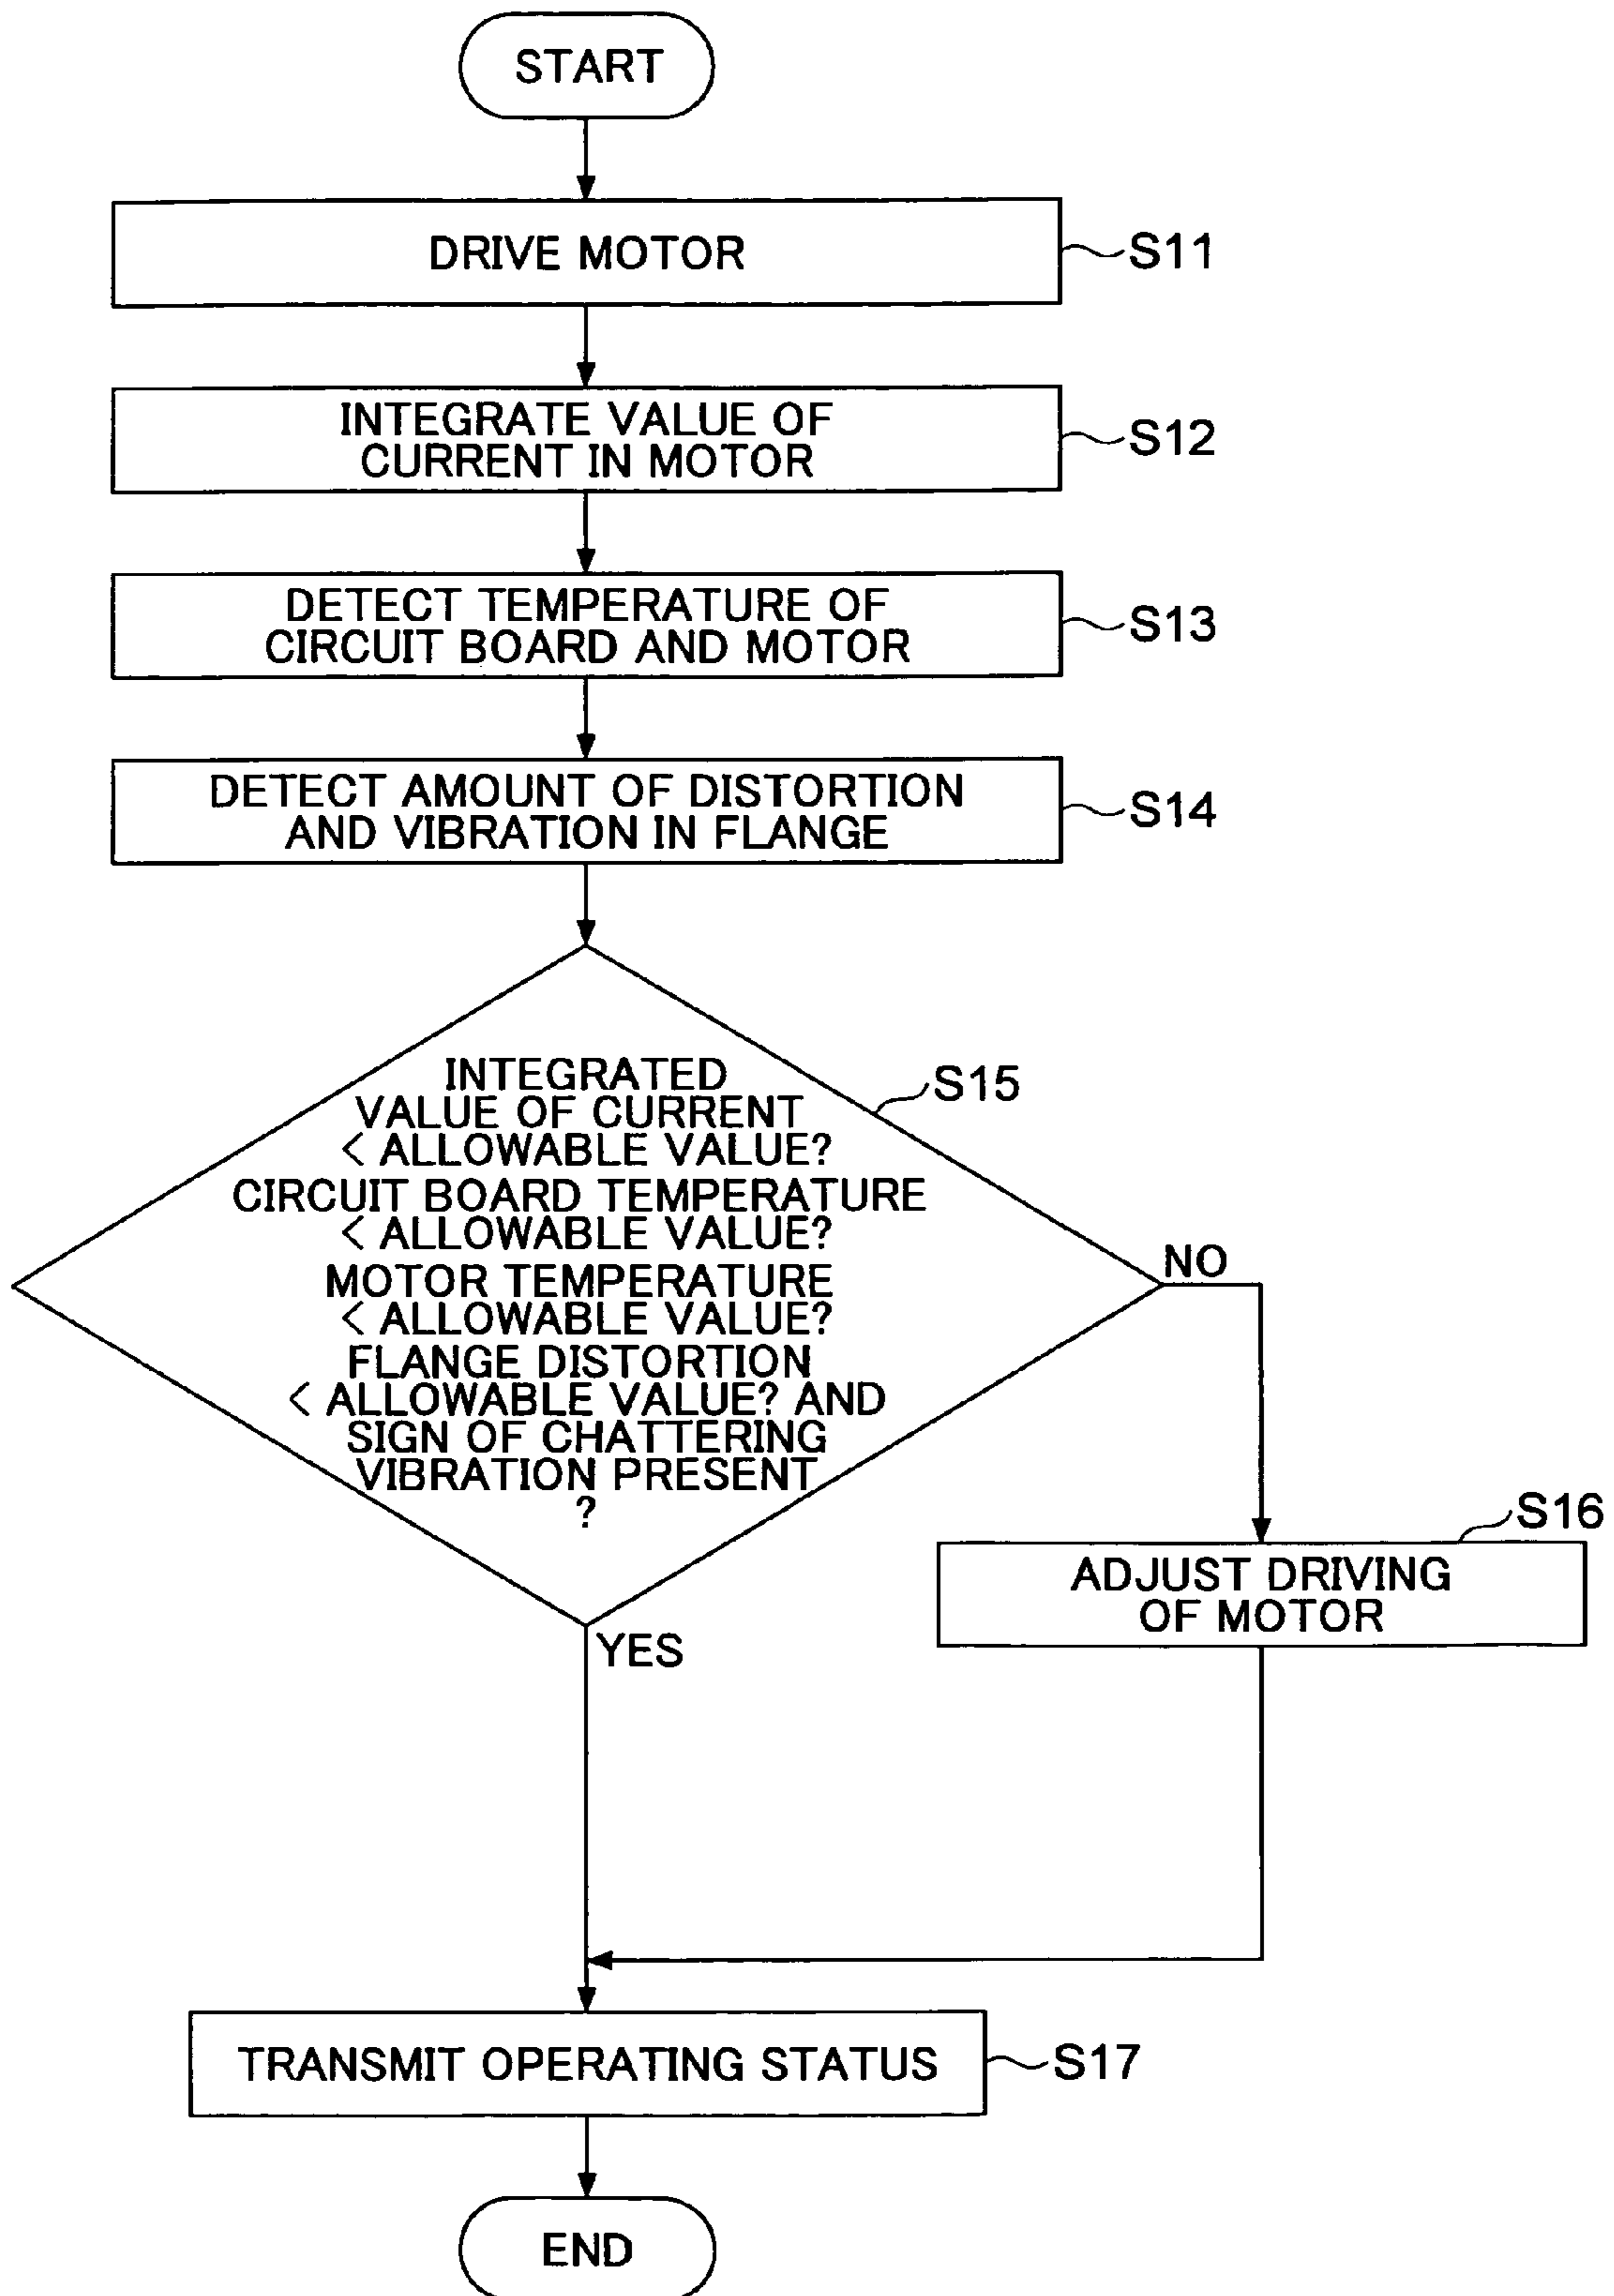 START
DRIVE MOTOR
S11
INTEGRATE VALUE OF
CURRENT IN MOTOR
S12
DETECT TEMPERATURE OF
CIRCUIT BOARD AND MOTOR
S13
DETECT AMOUNT OF DISTORTION
AND VIBRATION IN FLANGE
S14
INTEGRATED
VALUE OF CURRENT
< ALLOWABLE VALUE?
CIRCUIT BOARD TEMPERATURE
< ALLOWABLE VALUE?
MOTOR TEMPERATURE
< ALLOWABLE VALUE?
FLANGE DISTORTION
< ALLOWABLE VALUE? AND
SIGN OF CHATTERING
VIBRATION PRESENT
?
S15
NO
YES
S16
ADJUST DRIVING
OF MOTOR
TRANSMIT OPERATING STATUS
S17
END